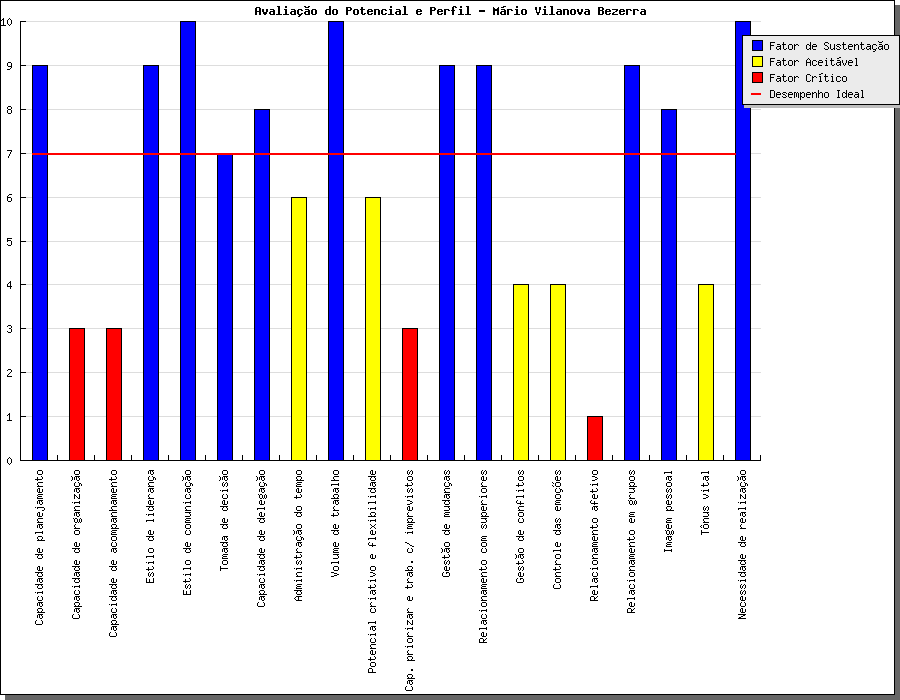 Avaliação do Potencial e Perfil - Mário Vilanova Bezerra
10
9
8
7
6
5
4
3
2
1
0
Fator de Sustentação
Fator Aceitável
Fator Crítico
Desempenho Ideal
Capacidade de planejamento
Capacidade de organização
Capacidade de acompanhamento
Estilo de liderança
Estilo de comunicação
Tomada de decisão
Capacidade de delegação
Administração do tempo
Volume de trabalho
Potencial criativo e flexibilidade
Cap. priorizar e trab. c/ imprevistos
Gestão de mudanças
Relacionamento com superiores
Gestão de conflitos
Controle das emoções
Relacionamento afetivo
Relacionamento em grupos
Imagem pessoal
Tônus vital
Necessidade de realização